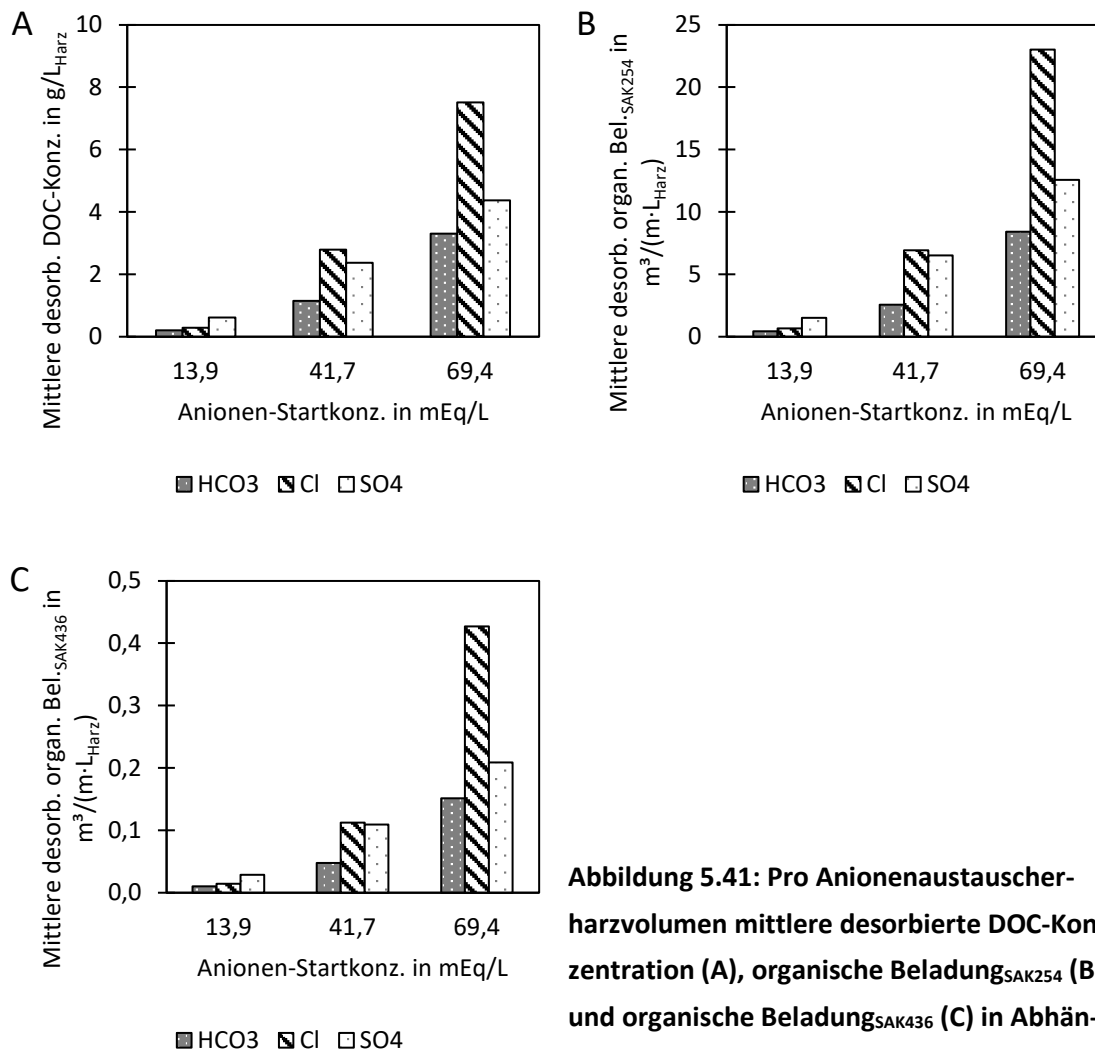 A
Mittlere desorb. DOC-Konz. in g/L_Harz
10
8
6
4
2
0
13,9 41,7 69,4
Anionen-Startkonz. in mEq/L
HCO3 Cl SO4
B
Mittlere desorb. organ. Bel._SAK254 in
m³/(m·L_Harz)
25
20
15
10
5
0
13,9 41,7 69,4
Anionen-Startkonz. in mEq/L
HCO3 Cl SO4
C
Mittlere desorb. organ. Bel._SAK436 in
m³/(m·L_Harz)
0,5
0,4
0,3
0,2
0,1
0,0
13,9 41,7 69,4
Anionen-Startkonz. in mEq/L
HCO3 Cl SO4
Abbildung 5.41: Pro Anionenaustauscher-
harzvolumen mittlere desorbierte DOC-Kon
zentration (A), organische Beladung_SAK254 (B
und organische Beladung_SAK436 (C) in Abhän-